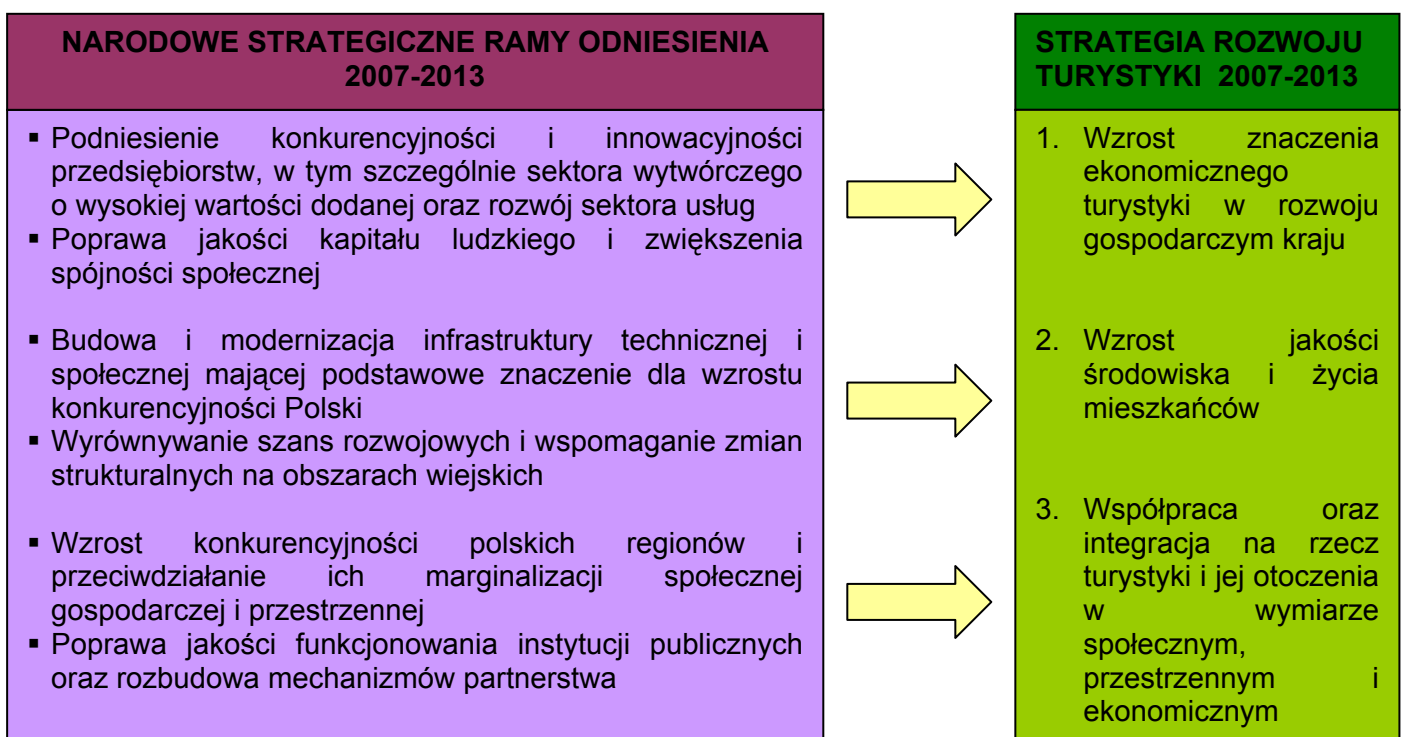 NARODOWE STRATEGICZNE RAMY ODNIESIENIA
2007-2013
▪ Podniesienie konkurencyjności i innowacyjności
przedsiębiorstw, w tym szczególnie sektora wytwórczego
o wysokiej wartości dodanej oraz rozwój sektora usług
▪ Poprawa jakości kapitału ludzkiego i zwiększenia
spójności społecznej
▪ Budowa i modernizacja infrastruktury technicznej i
społecznej mającej podstawowe znaczenie dla wzrostu
konkurencyjności Polski
▪ Wyrównywanie szans rozwojowych i wspomaganie zmian
strukturalnych na obszarach wiejskich
▪ Wzrost konkurencyjności polskich regionów i
przeciwdziałanie ich marginalizacji społecznej
gospodarczej i przestrzennej
▪ Poprawa jakości funkcjonowania instytucji publicznych
oraz rozbudowa mechanizmów partnerstwa
STRATEGIA ROZWOJU
TURYSTYKI 2007-2013
1. Wzrost znaczenia
ekonomicznego
turystyki w rozwoju
gospodarczym kraju
2. Wzrost jakości
środowiska i życia
mieszkańców
3. Współpraca oraz
integracja na rzecz
turystyki i jej otoczenia
w wymiarze
społecznym,
przestrzennym i
ekonomicznym